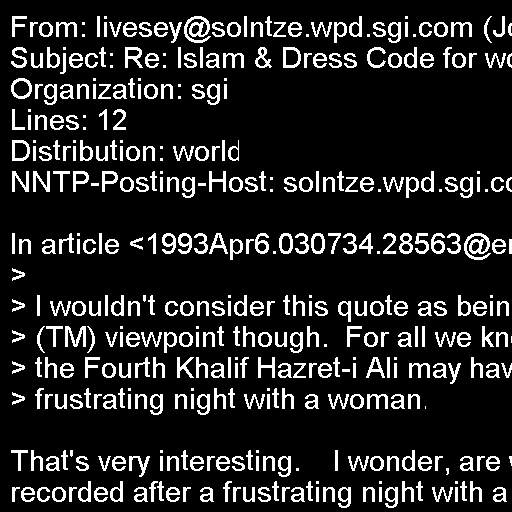 From: livesey@solntze.wpd.sgi.com (Jo
Subject: Re: Islam & Dress Code for wo
Organization: sgi
Lines: 12
Distribution: world
NNTP-Posting-Host: solntze.wpd.sgi.co

In article <1993Apr6.030734.28563@e
>
> I wouldn't consider this quote as bein
> (TM) viewpoint though.  For all we kn
> the Fourth Khalif Hazret-i Ali may hav
> frustrating night with a woman.

That's very interesting.    I wonder, are
recorded after a frustrating night with a